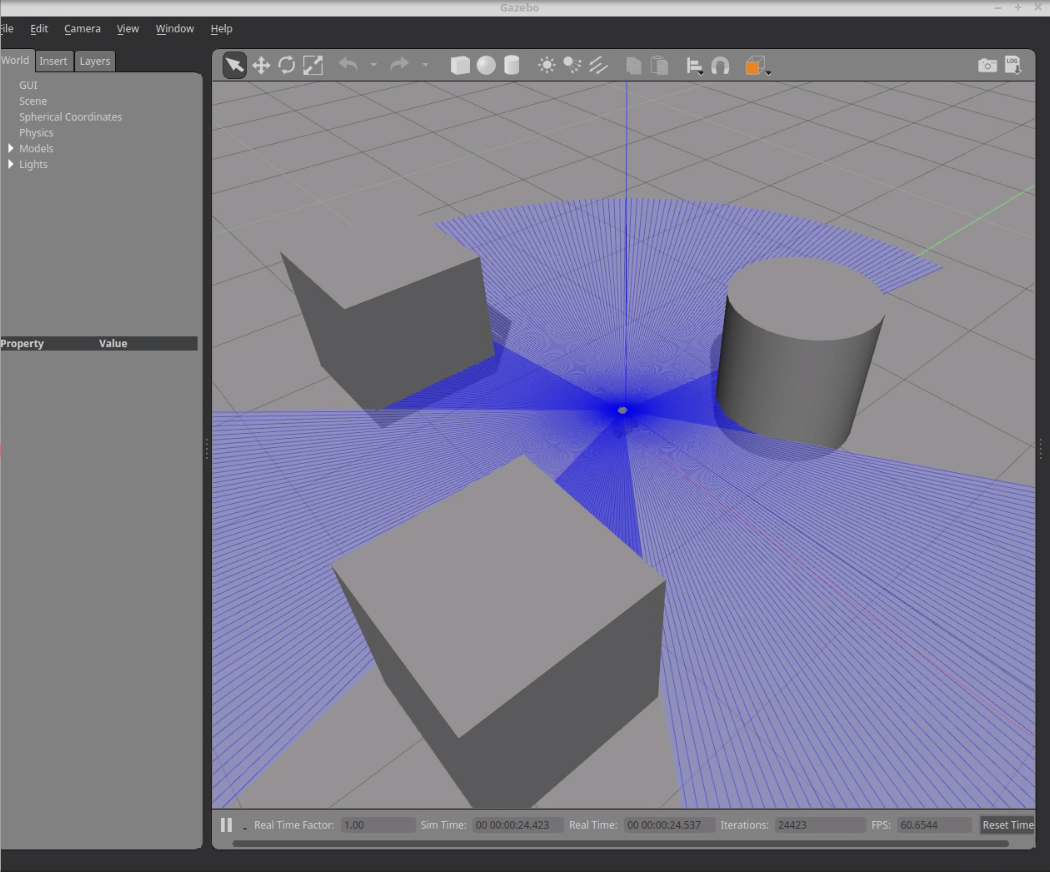 Gazebo
File Edit Camera View Window Help
World Insert Layers
GUI
Scene
Spherical Coordinates
Physics
Models
Lights
Property Value
LOG
Real Time Factor: 1.00 Sim Time: 00 00:00:24.423 Real Time: 00 00:00:24.537 Iterations: 24423 FPS: 60.6544 Reset Time